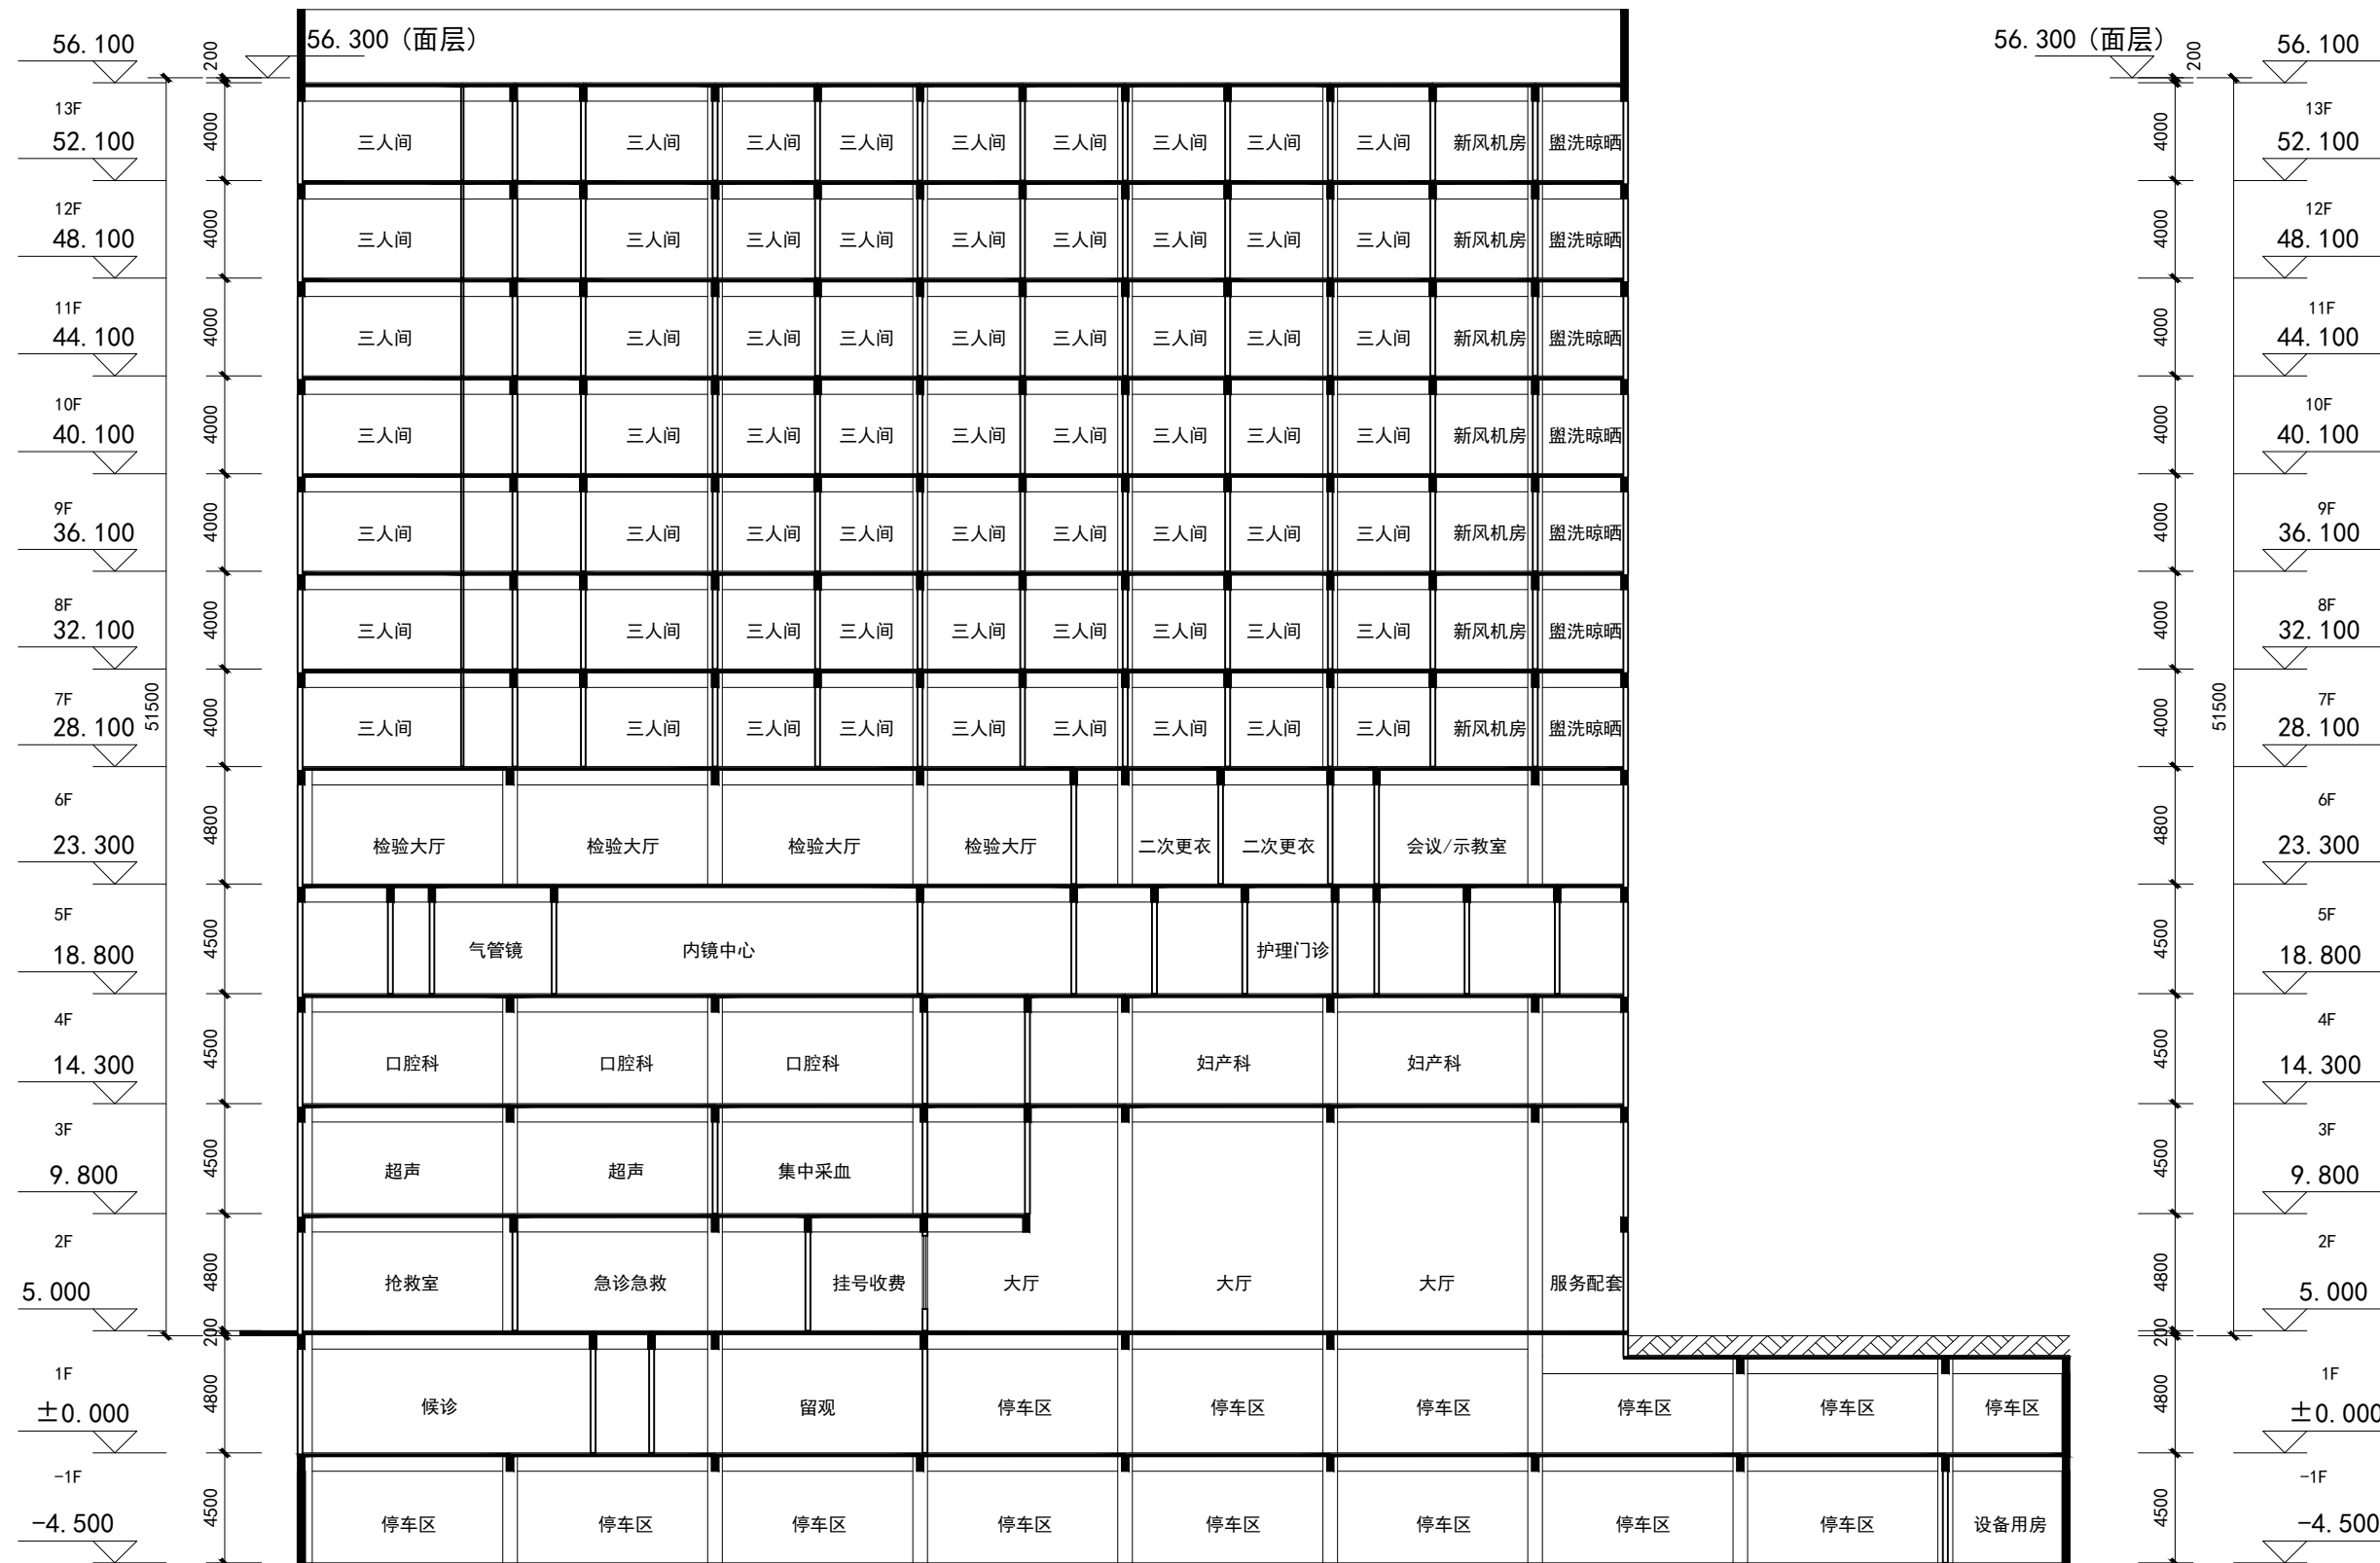 56.300 (面层)
56.300 (面层)
56.100
200
200
56.100
13F
52.100
4000
三人间 三人间 三人间 三人间 三人间 三人间 三人间 三人间 三人间 新风机房 盥洗晾晒
4000
13F
52.100
12F
48.100
4000
三人间 三人间 三人间 三人间 三人间 三人间 三人间 三人间 三人间 新风机房 盥洗晾晒
4000
12F
48.100
11F
44.100
4000
三人间 三人间 三人间 三人间 三人间 三人间 三人间 三人间 三人间 新风机房 盥洗晾晒
4000
11F
44.100
10F
40.100
4000
三人间 三人间 三人间 三人间 三人间 三人间 三人间 三人间 三人间 新风机房 盥洗晾晒
4000
10F
40.100
9F
36.100
4000
三人间 三人间 三人间 三人间 三人间 三人间 三人间 三人间 三人间 新风机房 盥洗晾晒
4000
9F
36.100
8F
32.100
4000
三人间 三人间 三人间 三人间 三人间 三人间 三人间 三人间 三人间 新风机房 盥洗晾晒
4000
8F
32.100
7F
28.100
51500
4000
三人间 三人间 三人间 三人间 三人间 三人间 三人间 三人间 三人间 新风机房 盥洗晾晒
4000
51500
7F
28.100
6F
23.300
4800
检验大厅 检验大厅 检验大厅 检验大厅 二次更衣 二次更衣 会议/示教室
4800
6F
23.300
5F
18.800
4500
气管镜 内镜中心 护理门诊
4500
5F
18.800
4F
14.300
4500
口腔科 口腔科 口腔科 妇产科 妇产科
4500
4F
14.300
3F
9.800
4500
超声 超声 集中采血
4500
3F
9.800
2F
5.000
4800
抢救室 急诊急救 挂号收费 大厅 大厅 大厅 服务配套
4800
2F
5.000
200
200
1F
±0.000
4800
候诊 留观 停车区 停车区 停车区 停车区 停车区 停车区
4800
1F
±0.000
-1F
-4.500
4500
停车区 停车区 停车区 停车区 停车区 停车区 停车区 停车区 设备用房
4500
-1F
-4.500